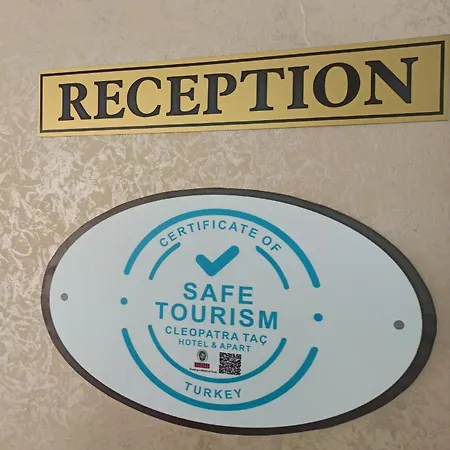 RECEPTION
CERTIFICATE OF
SAFE
TOURISM
CLEOPATRA TAÇ
HOTEL & APART
TURKEY